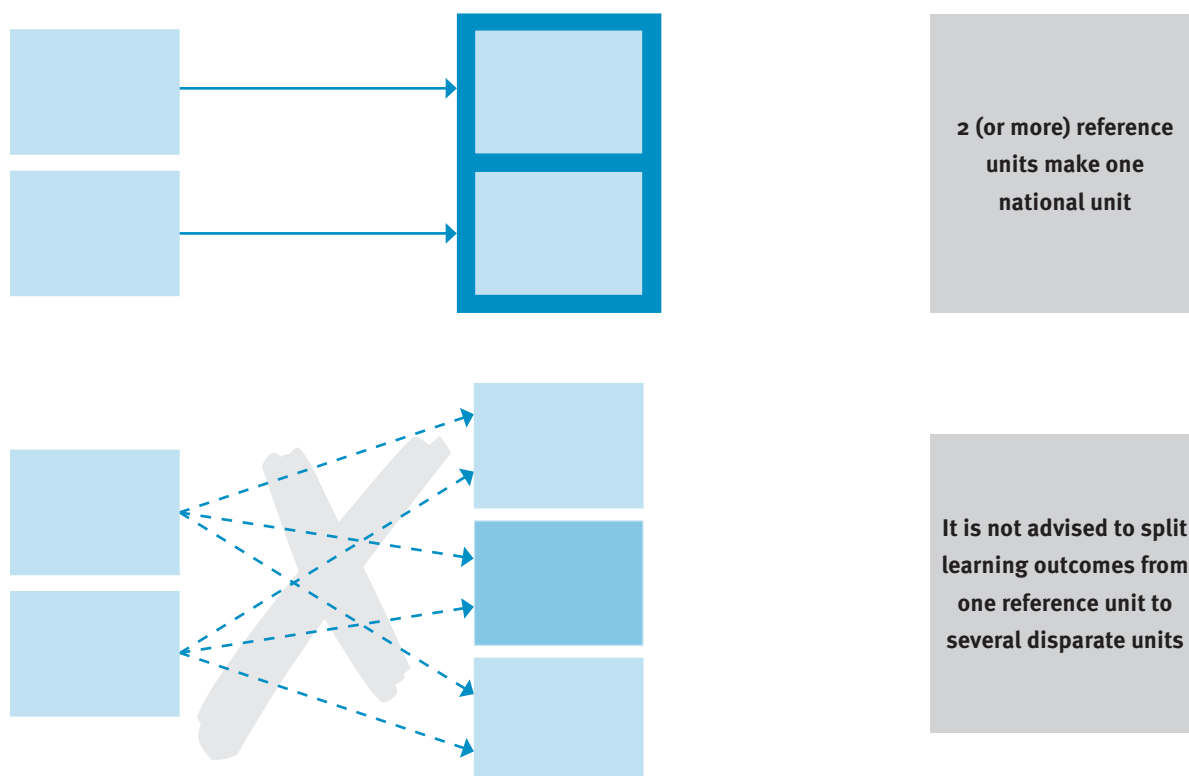 2 (or more) reference
units make one
national unit
It is not advised to split
learning outcomes from
one reference unit to
several disparate units